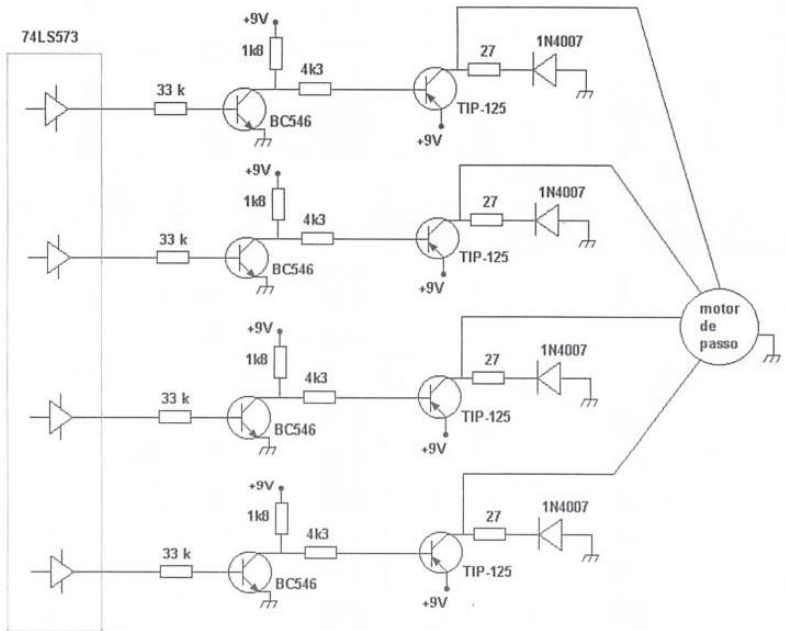 74LS573
+9V
1k8
33 k
4k3
BC546
27
1N4007
TIP-125
+9V
+9V
1k8
33 k
4k3
BC546
27
1N4007
TIP-125
+9V
motor
de
passo
+9V
1k8
33 k
4k3
BC546
27
1N4007
TIP-125
+9V
+9V
1k8
33 k
4k3
BC546
27
1N4007
TIP-125
+9V